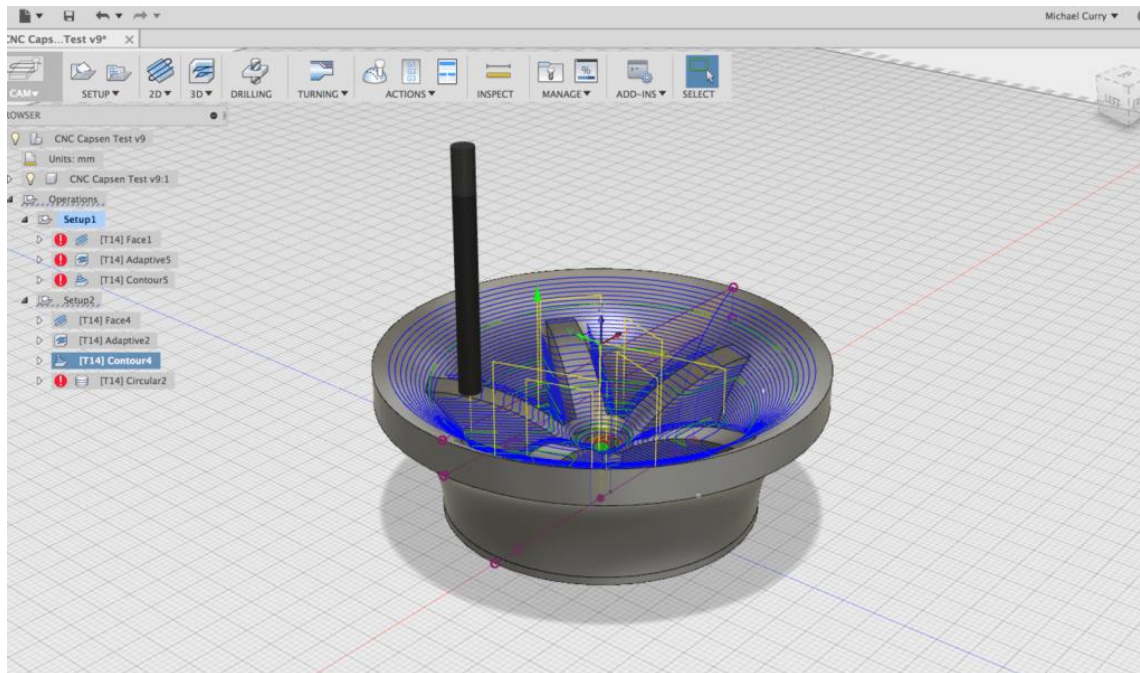 Michael Curry
CNC Caps...Test v9*
CAM
SETUP
2D
3D
DRILLING
TURNING
ACTIONS
INSPECT
MANAGE
ADD-INS
SELECT
ROWSER
CNC Capsen Test v9
Units: mm
CNC Capsen Test v9:1
Operations
Setup1
[T14] Face1
[T14] Adaptive5
[T14] Contour5
Setup2
[T14] Face4
[T14] Adaptive2
[T14] Contour4
[T14] Circular2